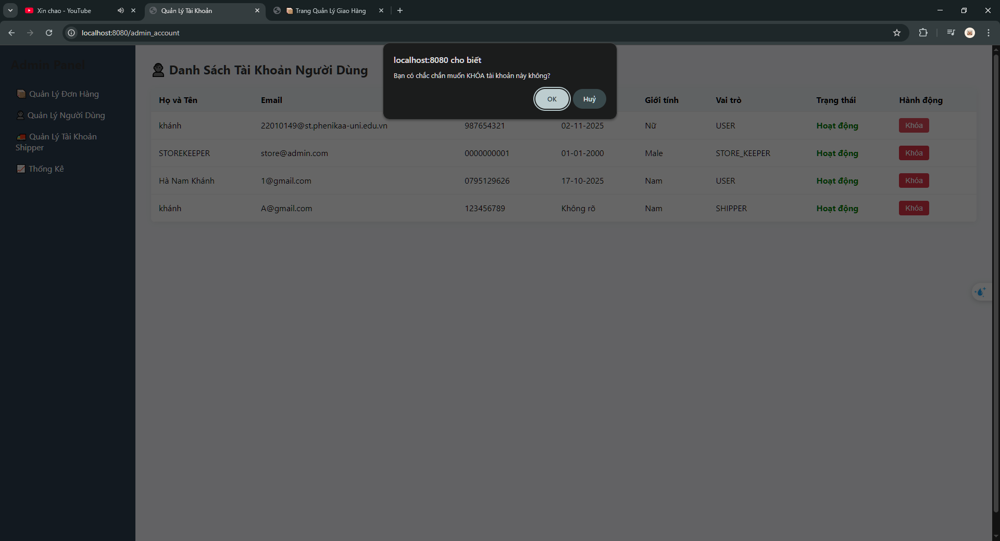 Xin chao - YouTube
Quản Lý Tài Khoản
Trang Quản Lý Giao Hàng
localhost:8080/admin_account
localhost:8080 cho biết
Bạn có chắc chắn muốn KHÓA tài khoản này không?
OK
Huỷ
Admin Panel
Quản Lý Đơn Hàng
Quản Lý Người Dùng
Quản Lý Tài Khoản
Shipper
Thống Kê
Danh Sách Tài Khoản Người Dùng
Họ và Tên Email Giới tính Vai trò Trạng thái Hành động
khánh 22010149@st.phenikaa-uni.edu.vn 987654321 02-11-2025 Nữ USER Hoạt động Khóa
STOREKEEPER store@admin.com 0000000001 01-01-2000 Male STORE_KEEPER Hoạt động Khóa
Hà Nam Khánh 1@gmail.com 0795129626 17-10-2025 Nam USER Hoạt động Khóa
khánh A@gmail.com 123456789 Không rõ Nam SHIPPER Hoạt động Khóa